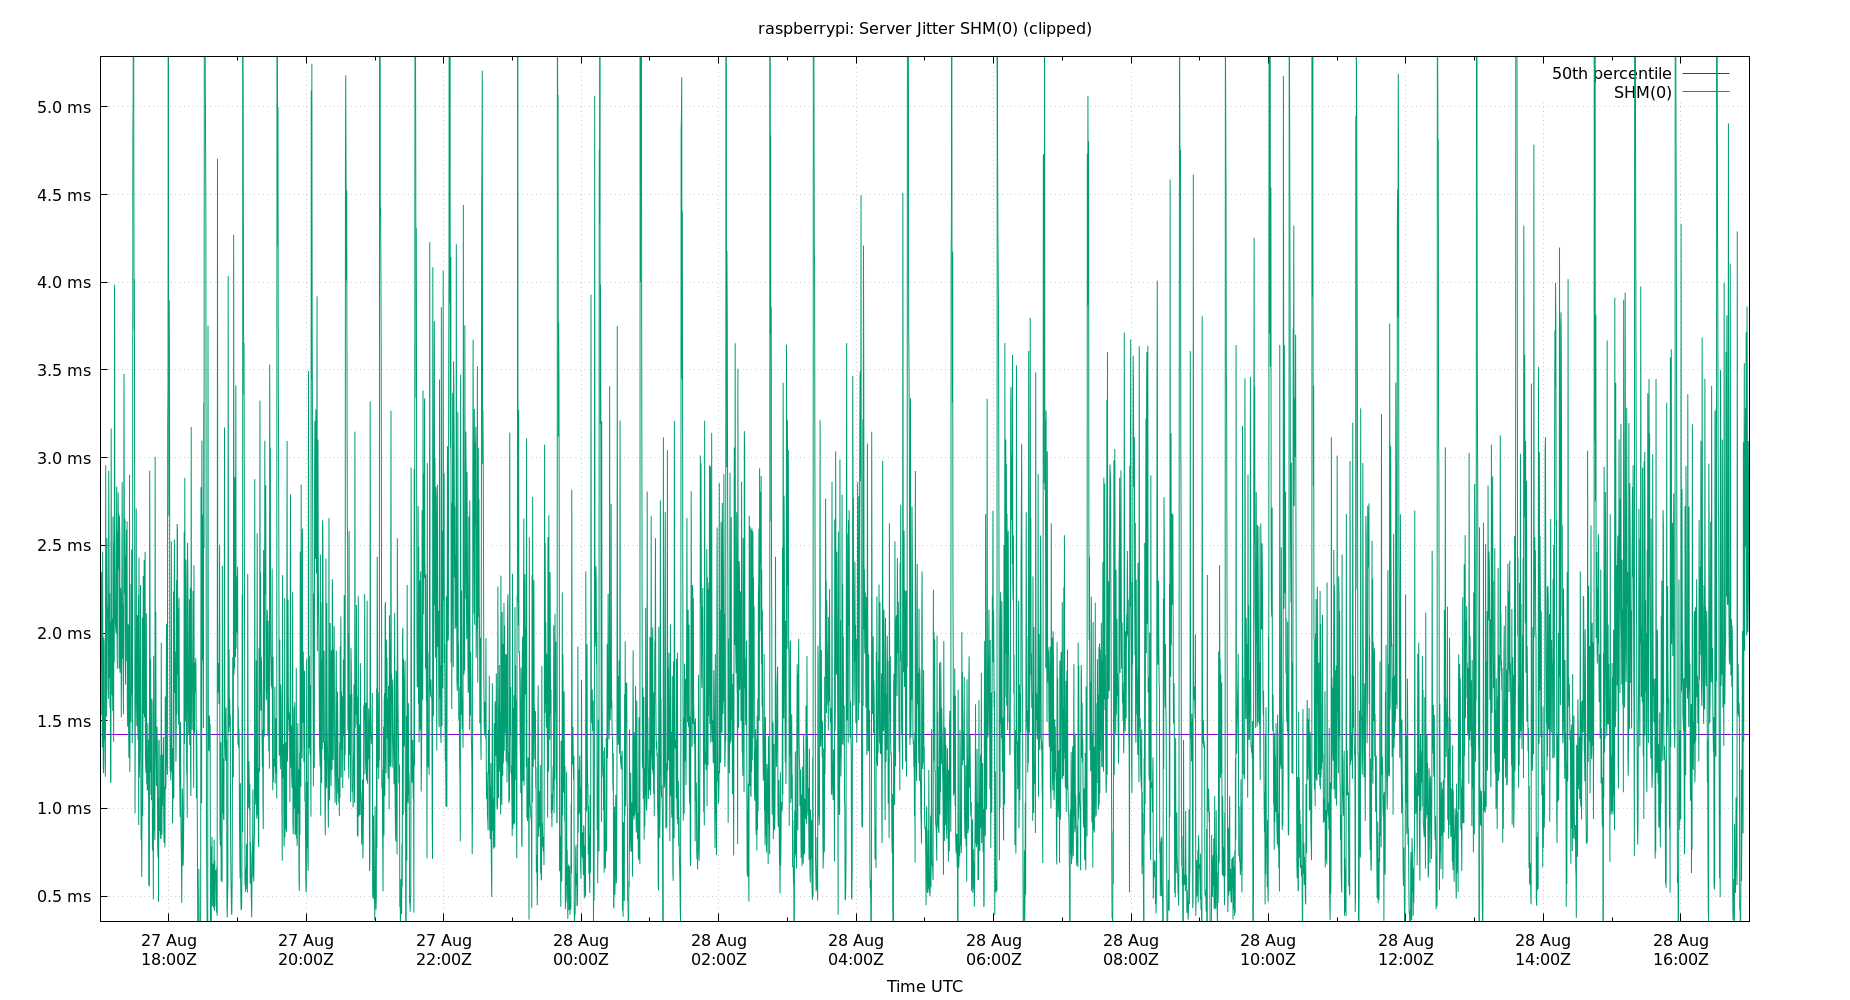 raspberrypi: Server Jitter SHM(0) (clipped)
50th percentile
SHM(0)
5.0 ms
4.5 ms
4.0 ms
3.5 ms
3.0 ms
2.5 ms
2.0 ms
1.5 ms
1.0 ms
0.5 ms
27 Aug 27 Aug 27 Aug 28 Aug 28 Aug 28 Aug 28 Aug 28 Aug 28 Aug 28 Aug 28 Aug 28 Aug
18:00Z 20:00Z 22:00Z 00:00Z 02:00Z 04:00Z 06:00Z 08:00Z 10:00Z 12:00Z 14:00Z 16:00Z
Time UTC